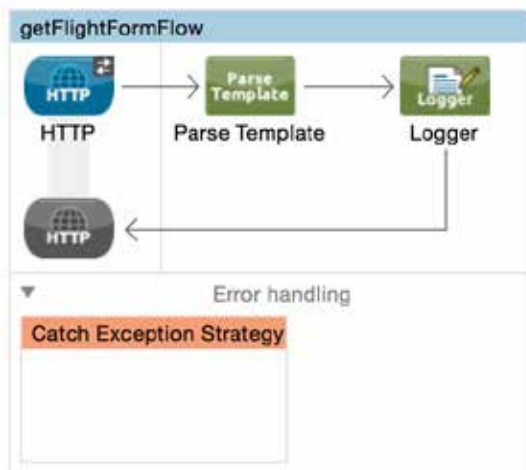 getFlightFormFlow
HTTP
Parse
Template
Logger
HTTP
Parse Template
Logger
HTTP
Error handling
Catch Exception Strategy